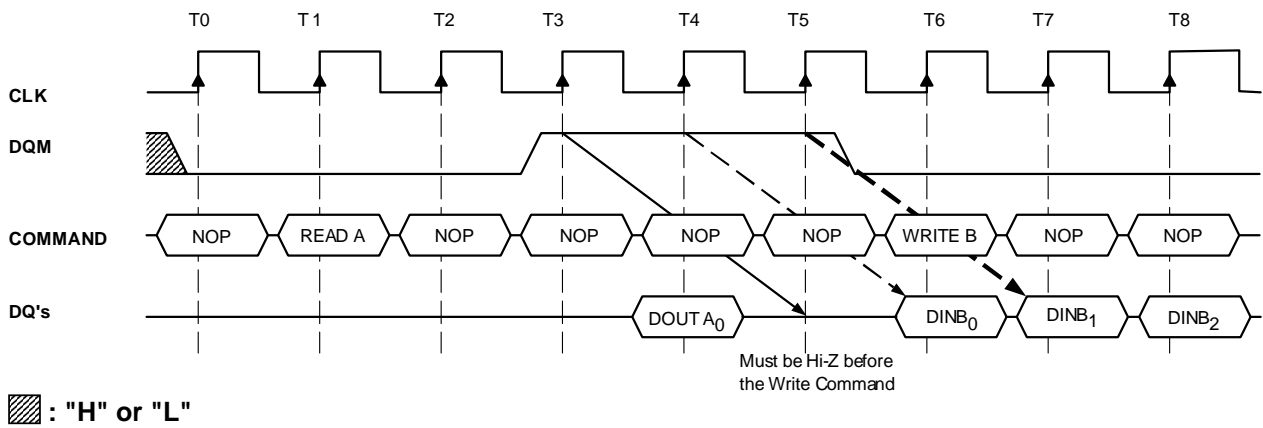 T0 T 1 T2 T3 T4 T5 T6 T7 T8
CLK
DQM
COMMAND NOP READ A NOP NOP NOP NOP WRITE B NOP NOP
DQ's DOUT A0 DINB0 DINB1 DINB2
Must be Hi-Z before
the Write Command
: "H" or "L"